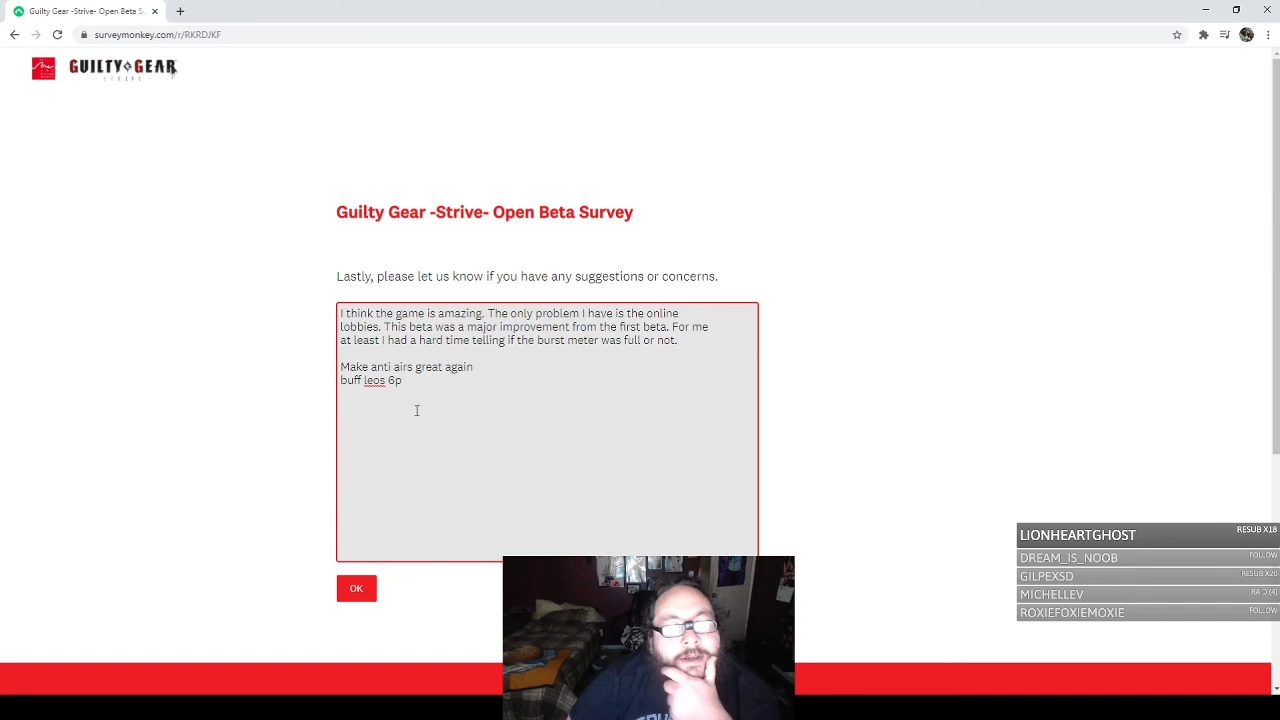 Guilty Gear -Strive- Open Beta Su
surveymonkey.com/r/RKRDJKF
GUILTY GEAR
STRIVE
Guilty Gear -Strive- Open Beta Survey
Lastly, please let us know if you have any suggestions or concerns.
I think the game is amazing. The only problem I have is the online
lobbies. This beta was a major improvement from the first beta. For me
at least I had a hard time telling if the burst meter was full or not.
Make anti airs great again
buff leos 6p
OK
LIONHEARTGHOST RESUB X18
DREAM_IS_NOOB FOLLOW
GILPEXSD RESUB X20
MICHELLEV RAID (4)
ROXIEFOXIEMOXIE FOLLOW